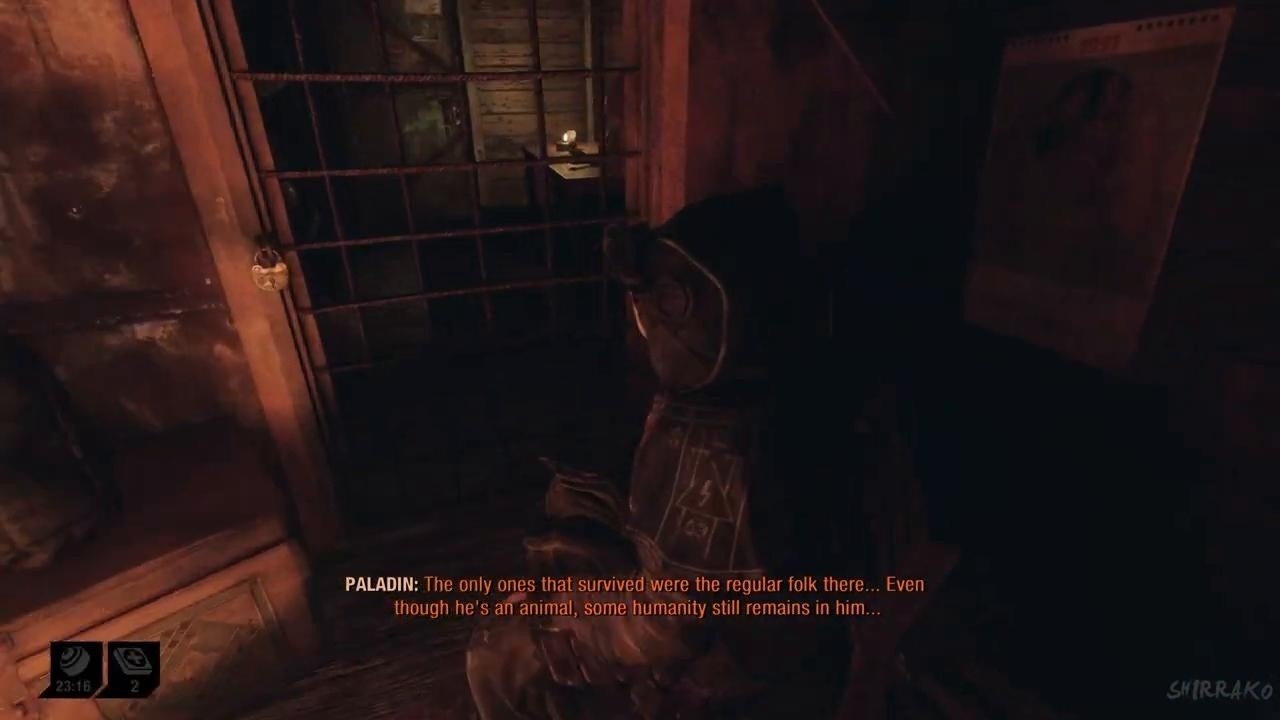 PALADIN: The only ones that survived were the regular folk there... Even
though he's an animal, some humanity still remains in him...
23:16
2
SHIRRAKO